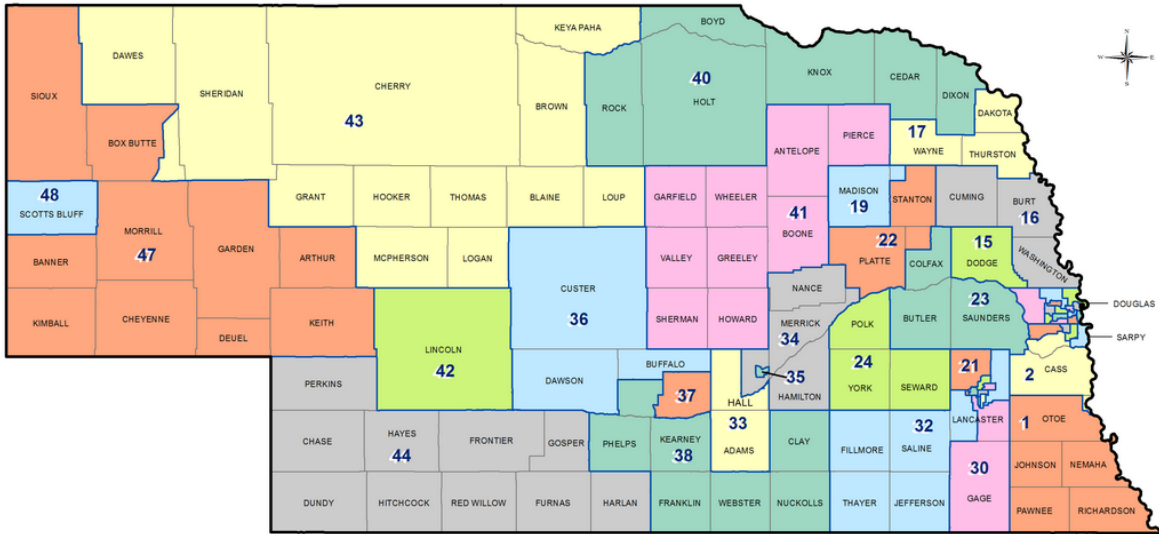 KEYA PAHA
BOYD
N
W E
S
DAWES
CHERRY
KNOX
CEDAR
SIOUX
SHERIDAN
40
HOLT
BROWN
ROCK
DIXON
43
DAKOTA
BOX BUTTE
PIERCE
17
WAYNE
ANTELOPE
THURSTON
48
SCOTTS BLUFF
GRANT
HOOKER
THOMAS
BLAINE
LOUP
GARFIELD
WHEELER
MADISON
19
STANTON
CUMING
BURT
16
MORRILL
47
GARDEN
41
BOONE
22
PLATTE
15
DODGE
WASHINGTON
BANNER
ARTHUR
MCPHERSON
LOGAN
VALLEY
GREELEY
COLFAX
CUSTER
36
NANCE
23
SAUNDERS
DOUGLAS
KIMBALL
CHEYENNE
DEUEL
KEITH
SHERMAN
HOWARD
MERRICK
34
POLK
BUTLER
SARPY
LINCOLN
42
BUFFALO
DAWSON
24
YORK
SEWARD
21
2
CASS
PERKINS
37
35
HAMILTON
HALL
33
ADAMS
LANCASTER
1
OTOE
CHASE
HAYES
44
FRONTIER
GOSPER
PHELPS
KEARNEY
38
CLAY
FILLMORE
32
SALINE
30
GAGE
JOHNSON
NEMAHA
DUNDY
HITCHCOCK
RED WILLOW
FURNAS
HARLAN
FRANKLIN
WEBSTER
NUCKOLLS
THAYER
JEFFERSON
PAWNEE
RICHARDSON